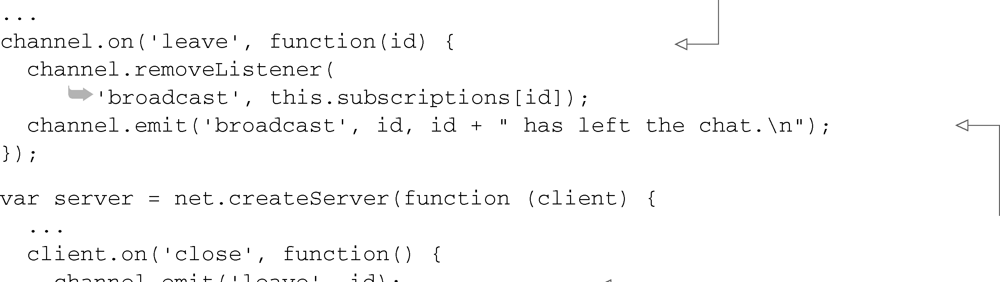 ...
channel.on('leave', function(id) {
  channel.removeListener(
      'broadcast', this.subscriptions[id]);
  channel.emit('broadcast', id, id + " has left the chat.\n");
});

var server = net.createServer(function (client) {
  ...
  client.on('close', function() {
    channel.emit('leave', id);